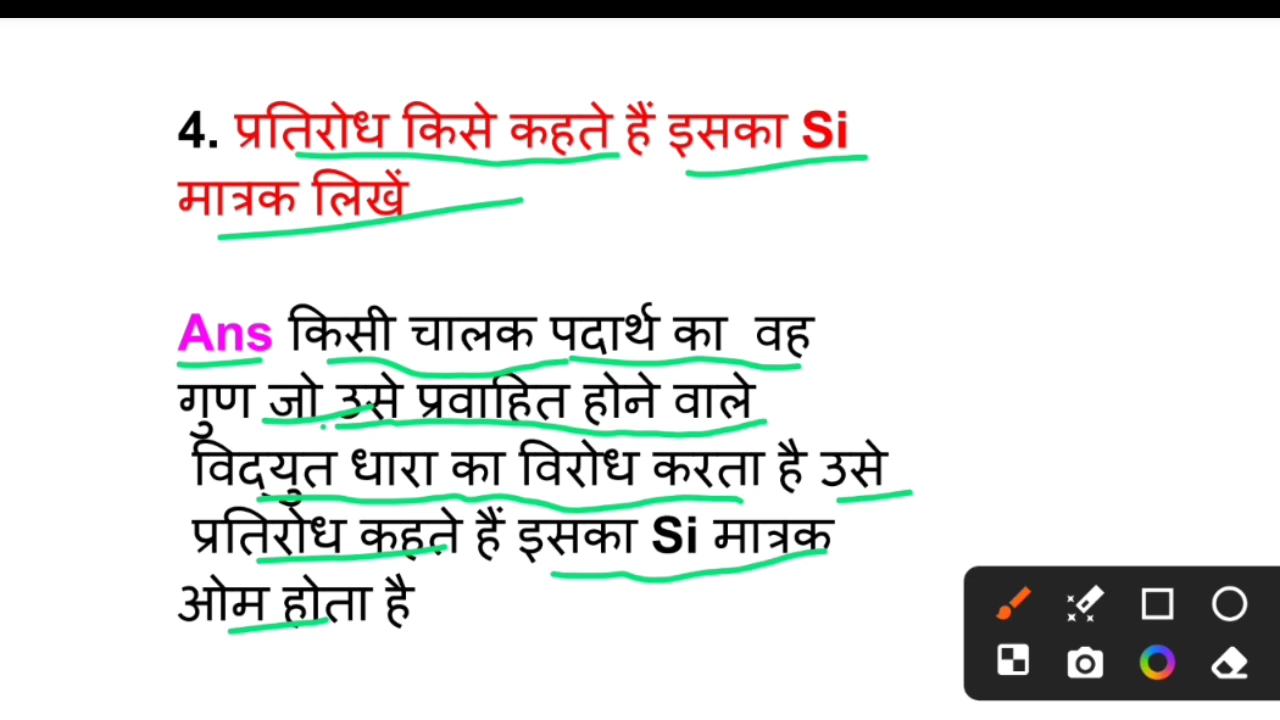 4. प्रतिरोध किसे कहते हैं इसका Si
मात्रक लिखें
Ans किसी चालक पदार्थ का वह
गुण जो उसे प्रवाहित होने वाले
विद्युत धारा का विरोध करता है उसे
प्रतिरोध कहते हैं इसका Si मात्रक
ओम होता है